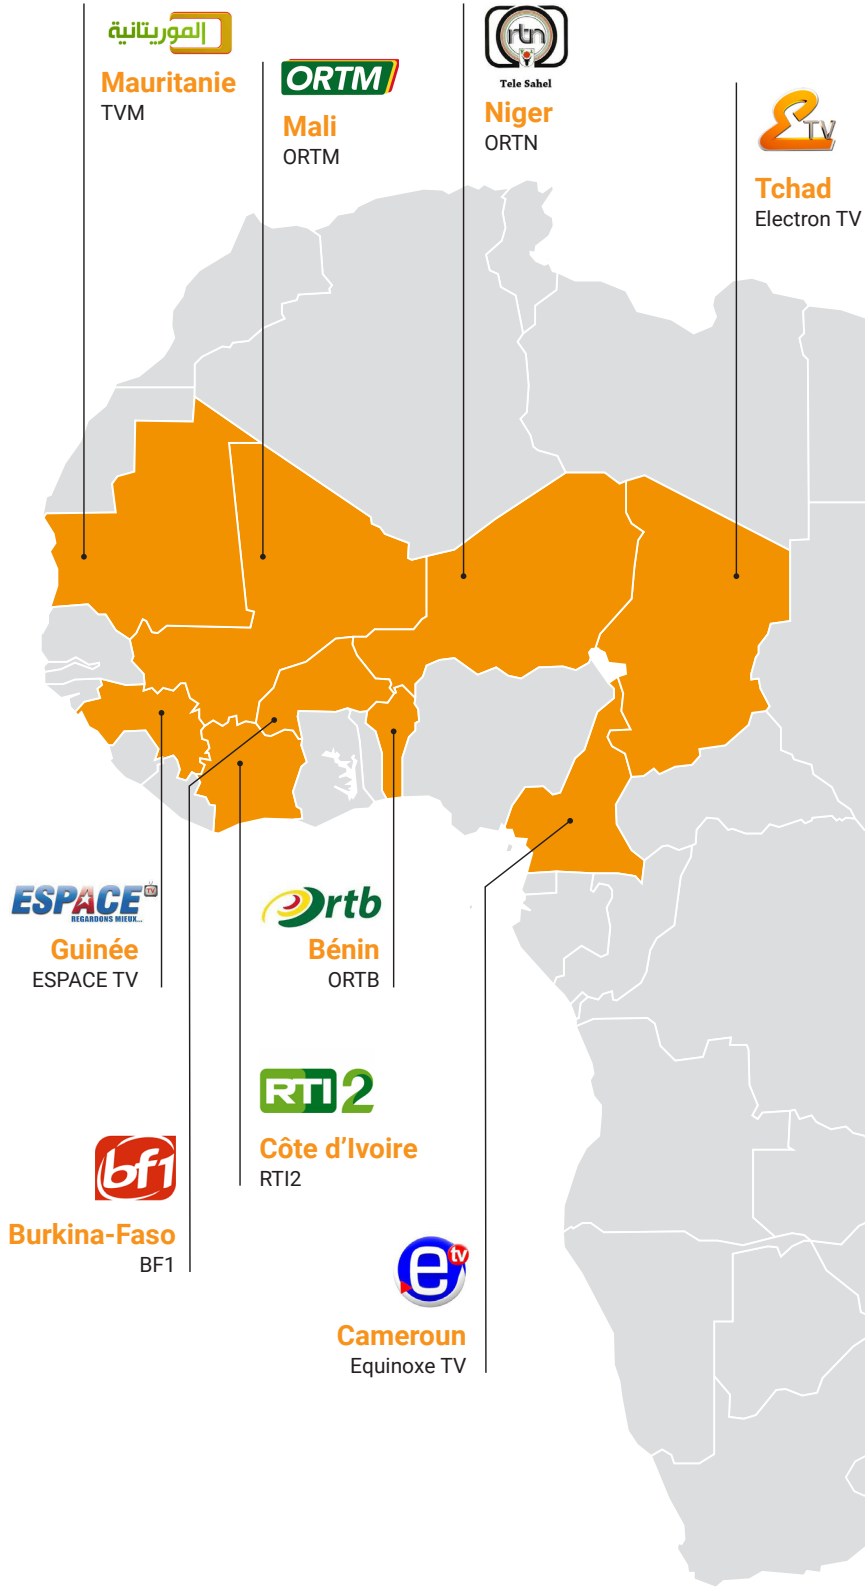 الموريتانية
Mauritanie
TVM
ORTM
Mali
ORTM
rtn
Tele Sahel
Niger
ORTN
TV
Tchad
Electron TV
ESPACE TV
REGARDONS MIEUX...
Guinée
ESPACE TV
ortb
Bénin
ORTB
RTI 2
Côte d'Ivoire
RTI2
bf1
Burkina-Faso
BF1
e tv
Cameroun
Equinoxe TV